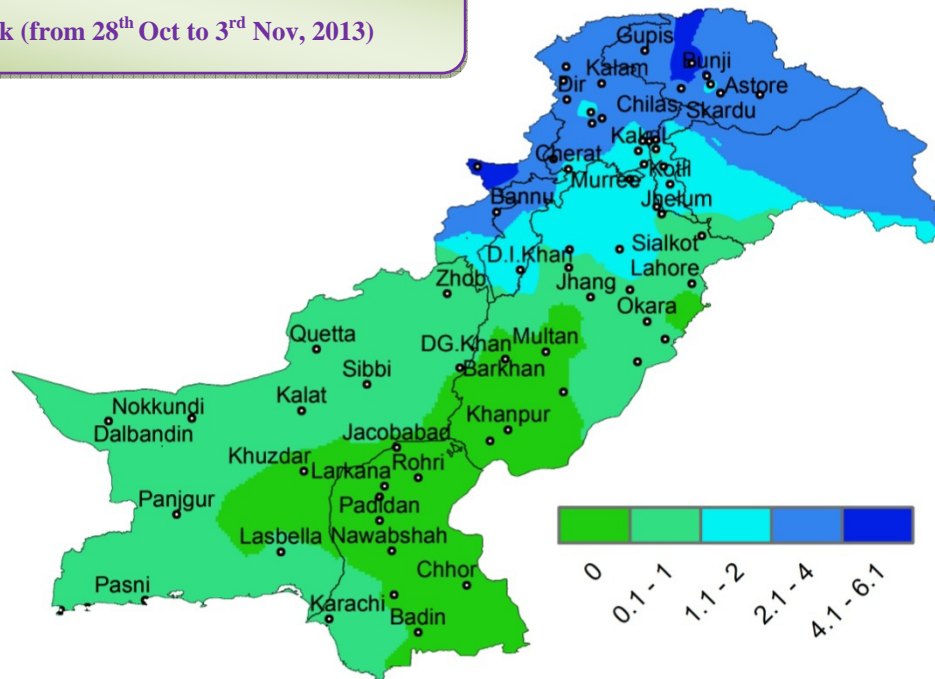 k (from 28th Oct to 3rd Nov, 2013)
Gupis
Bunji
Kalam
Dir
Astore
Chilas
Skardu
Kakul
Cherat
Kotli
Murree
Bannu
Jhelum
Sialkot
D.I.Khan
Lahore
Zhob
Jhang
Okara
Quetta
DG.Khan
Multan
Sibbi
Barkhan
Kalat
Nokkundi
Khanpur
Dalbandin
Jacobabad
Khuzdar
Rohri
Larkana
Panjgur
Padidan
Lasbella
Nawabshah
Chhor
Pasni
Karachi
Badin
0
0.1 - 1
1.1 - 2
2.1 - 4
4.1 - 6.1